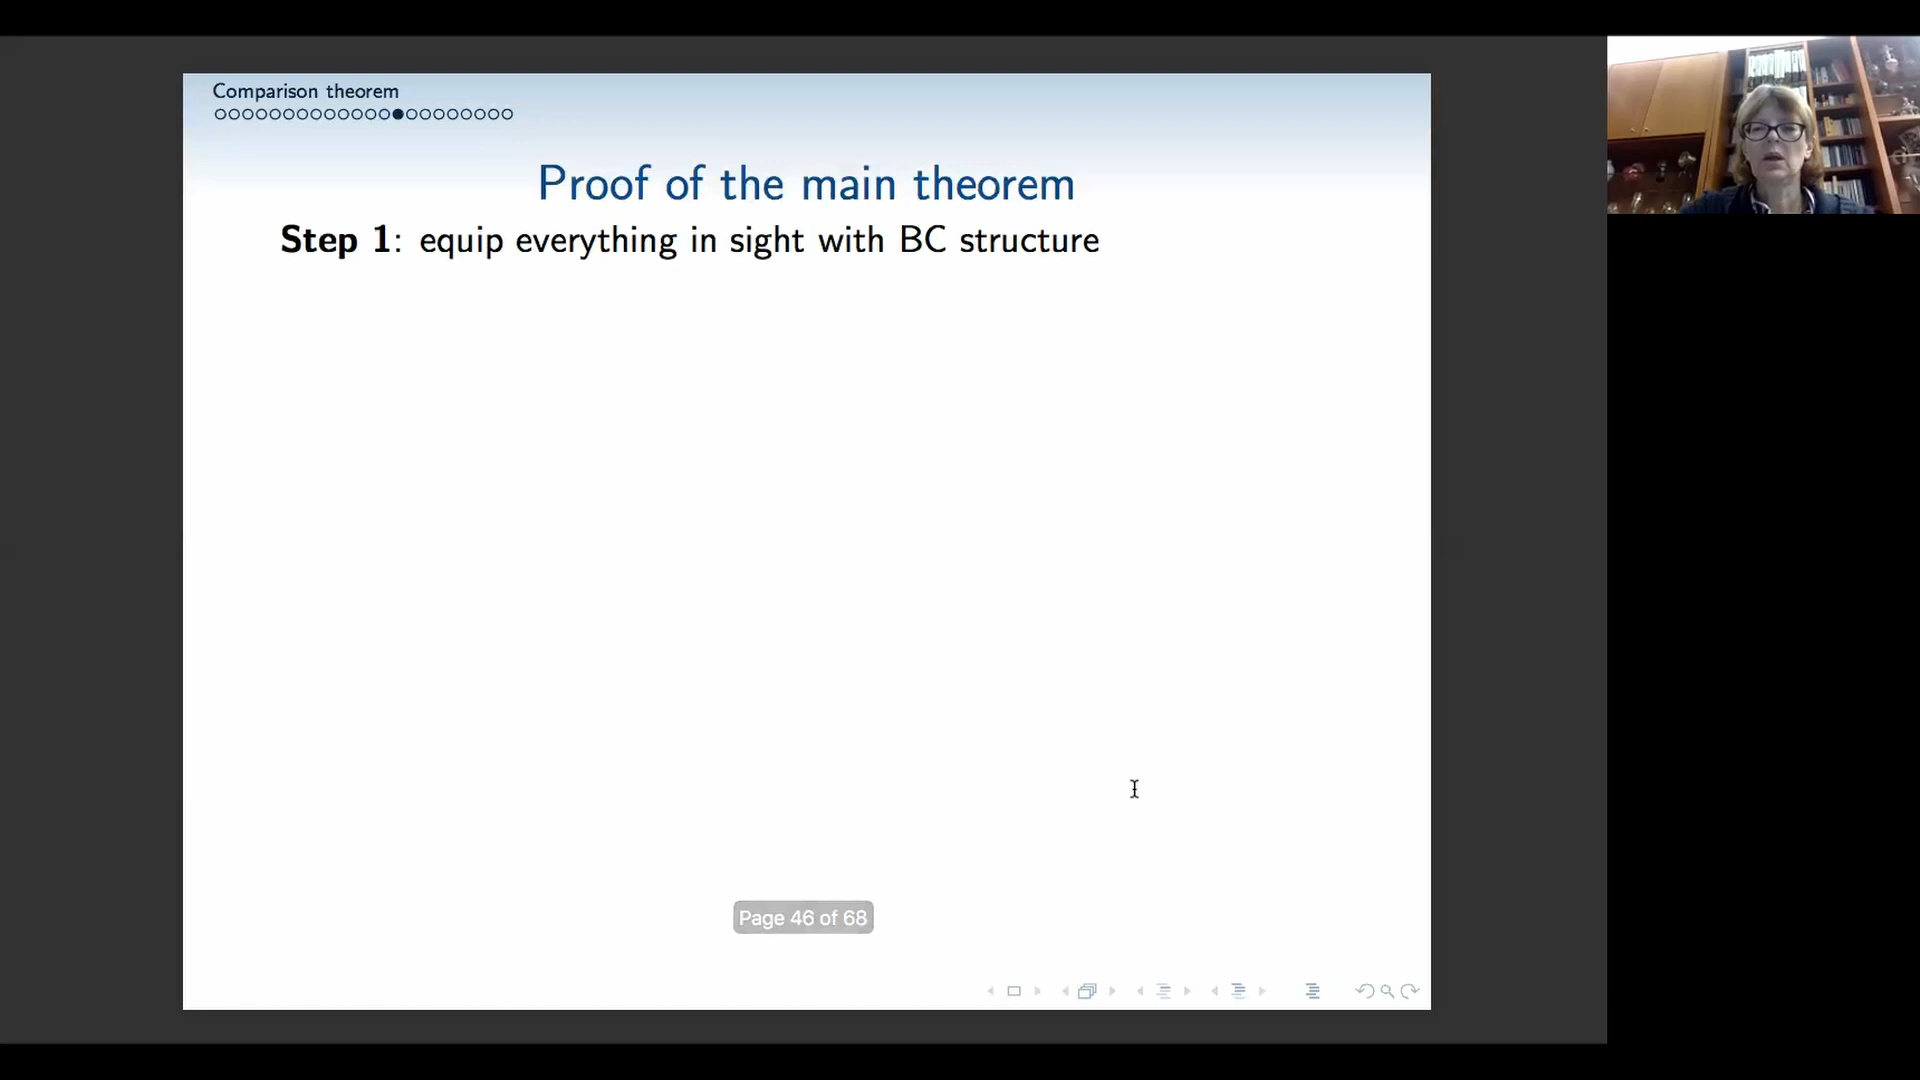 Comparison theorem
Proof of the main theorem
Step 1: equip everything in sight with BC structure
Page 46 of 68